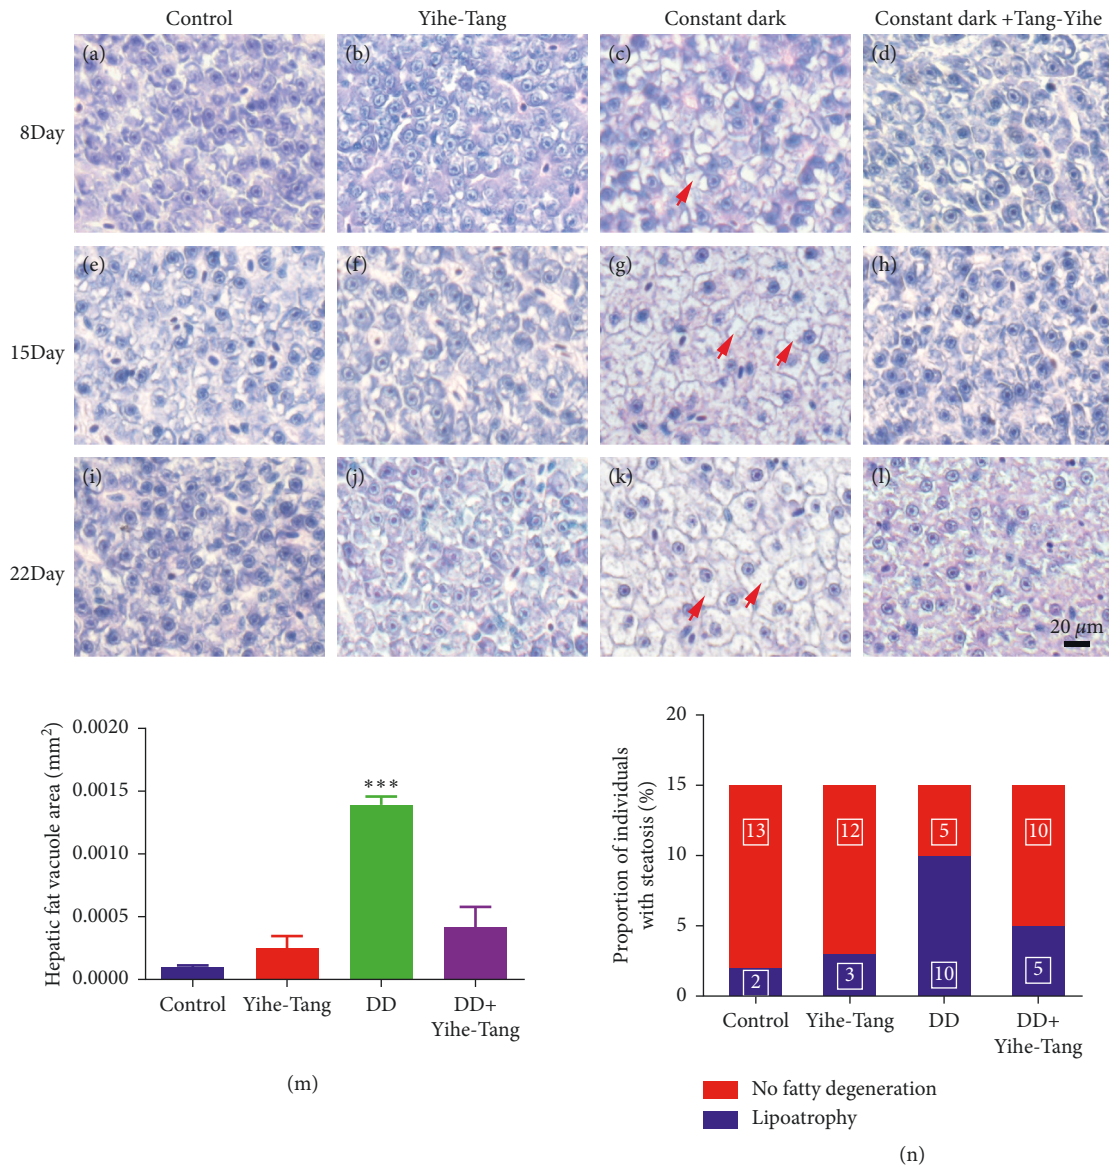 Control
Yihe-Tang
Constant dark
Constant dark +Tang-Yihe
8Day
(a)
(b)
(c)
(d)
15Day
(e)
(f)
(g)
(h)
22Day
(i)
(j)
(k)
(l)
20 μm
Hepatic fat vacuole area (mm²)
0.0020
0.0015
0.0010
0.0005
0.0000
***
Control
Yihe-Tang
DD
DD+
Yihe-Tang
(m)
Proportion of individuals
with steatosis (%)
20
15
10
5
0
13
12
5
10
2
3
10
5
Control
Yihe-Tang
DD
DD+
Yihe-Tang
No fatty degeneration
Lipoatrophy
(n)